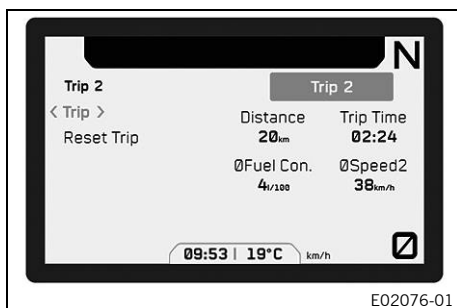 N
Trip 2
Trip 2
< Trip >
Reset Trip
Distance
Trip Time
20km
02:24
ØFuel Con.
ØSpeed2
4l/100
38km/h
09:53 | 19°C
km/h
0
E02076-01